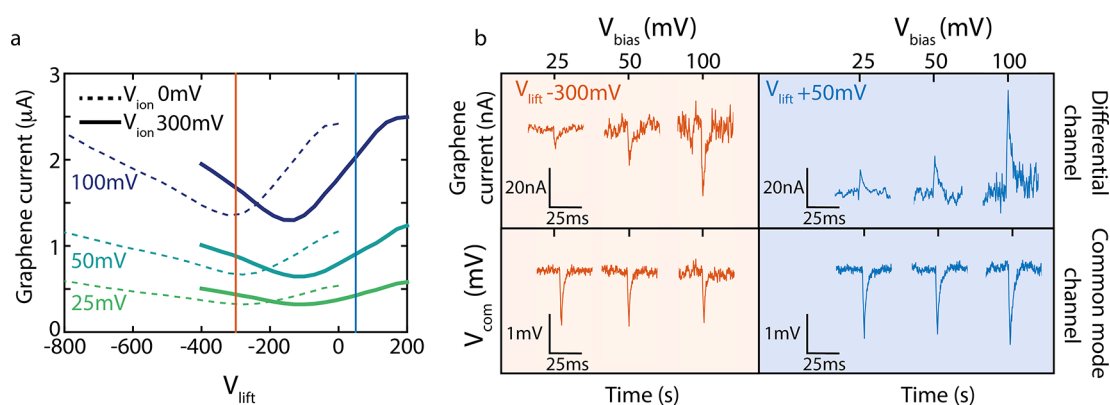 a
Graphene current (µA)
3
2
1
0
V_ion 0mV
V_ion 300mV
100mV
50mV
25mV
-800 -600 -400 -200 0 200
V_lift
b
V_bias (mV)
25 50 100
V_bias (mV)
25 50 100
Graphene
current (nA)
V_lift -300mV
20nA
25ms
V_lift +50mV
20nA
25ms
Differential
channel
V_com (mV)
1mV
25ms
1mV
25ms
Common mode
channel
Time (s)
Time (s)